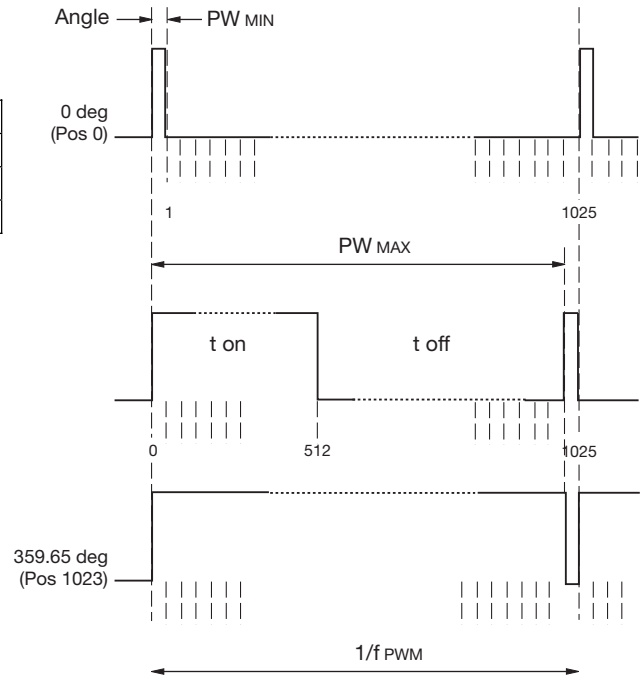 Angle PW MIN
0 deg
(Pos 0)
1 1025
PW MAX
t on t off
0 512 1025
359.65 deg
(Pos 1023)
1/f PWM